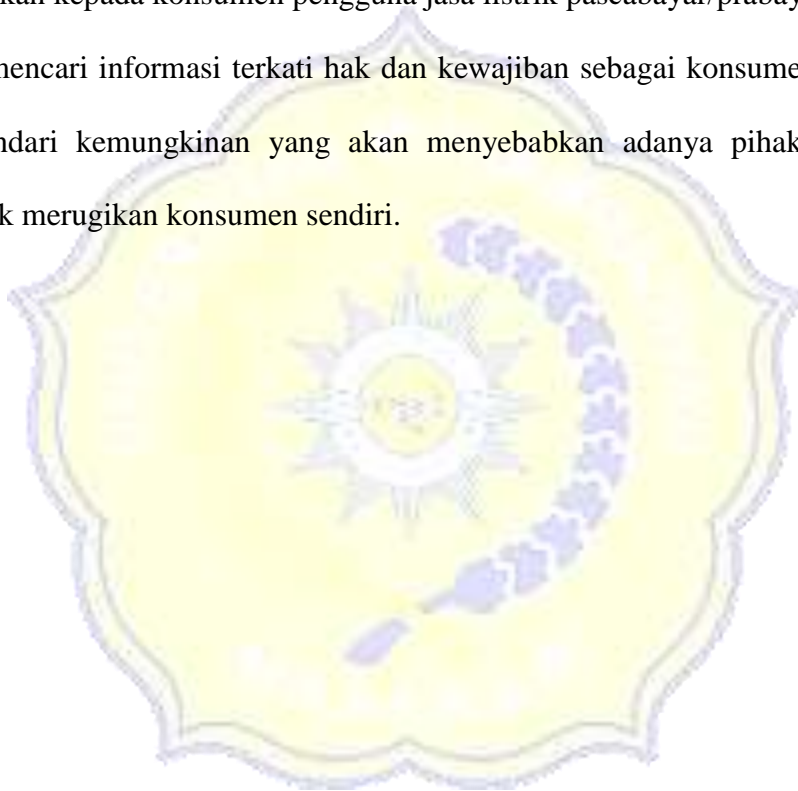 kan kepada konsumen pengguna jasa listrik pascabayar/prabay
mencari informasi terkati hak dan kewajiban sebagai konsume
ndari kemungkinan yang akan menyebabkan adanya pihak
k merugikan konsumen sendiri.